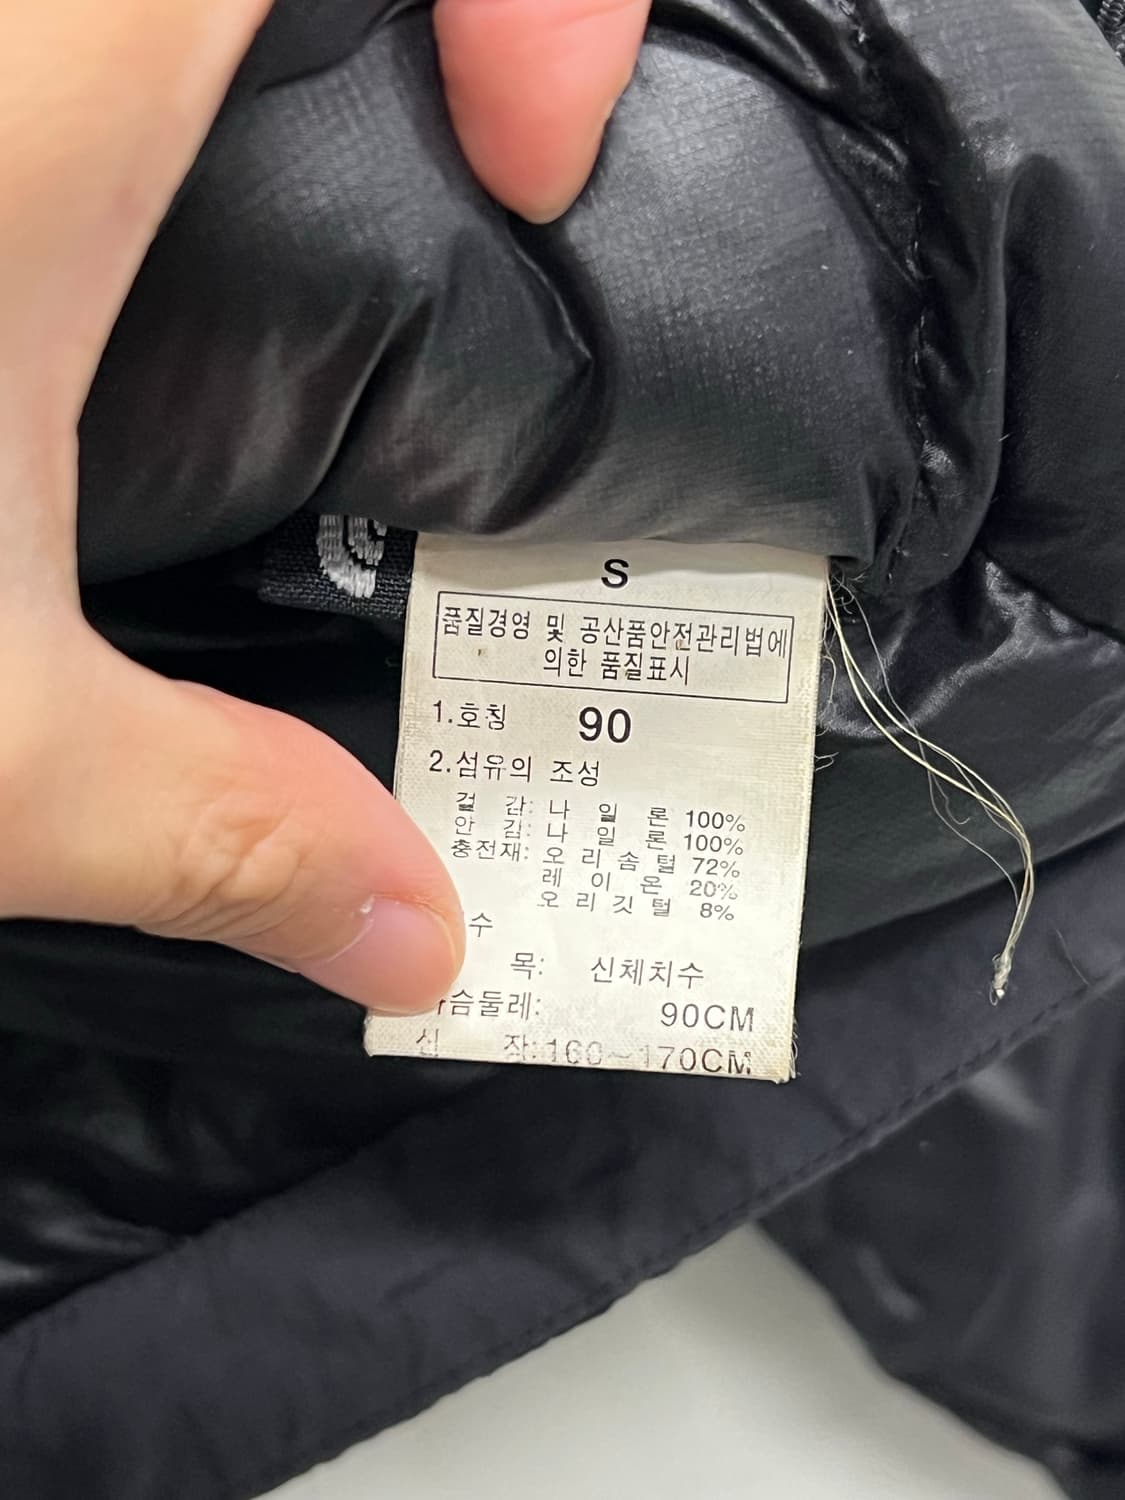 S
품질경영 및 공산품안전관리법에
의한 품질표시
1.호칭 90
2.섬유의 조성
겉 감: 나 일 론 100%
안 감: 나 일 론 100%
충전재: 오 리 솜 털 72%
레 이 온 20%
오 리 깃 털 8%
수
목: 신체치수
슴둘레: 90CM
신 장: 160~170CM